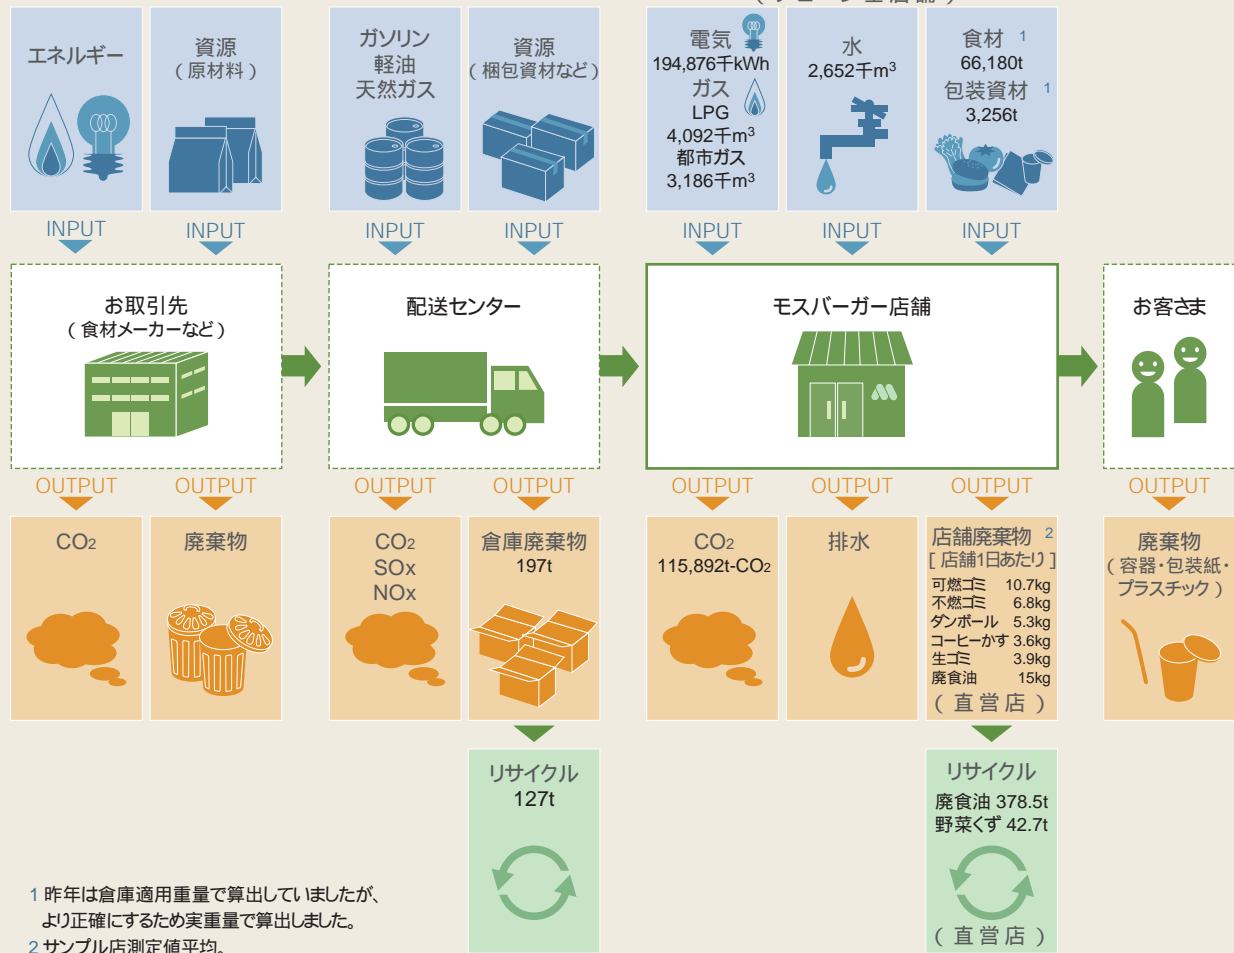 エネルギー
資源
（原材料）
ガソリン
軽油
天然ガス
資源
（梱包資材など）
電気
194,876千kWh
ガス
LPG
4,092千m³
都市ガス
3,186千m³
水
2,652千m³
食材 1
66,180t
包装資材 1
3,256t
INPUT
INPUT
INPUT
INPUT
INPUT
INPUT
INPUT
お取引先
（食材メーカーなど）
配送センター
モスバーガー店舗
お客さま
OUTPUT
OUTPUT
OUTPUT
OUTPUT
OUTPUT
OUTPUT
OUTPUT
OUTPUT
CO₂
廃棄物
CO₂
SOx
NOx
倉庫廃棄物
197t
CO₂
115,892t-CO₂
排水
店舗廃棄物 2
[店舗1日あたり]
可燃ゴミ 10.7kg
不燃ゴミ 6.8kg
ダンボール 5.3kg
コーヒーかす 3.6kg
生ゴミ 3.9kg
廃食油 15kg
（直営店）
廃棄物
（容器・包装紙・
プラスチック）
リサイクル
127t
リサイクル
廃食油 378.5t
野菜くず 42.7t
（直営店）
1 昨年は倉庫適用重量で算出していましたが、
より正確にするため実重量で算出しました。
2 サンプル店測定値平均。